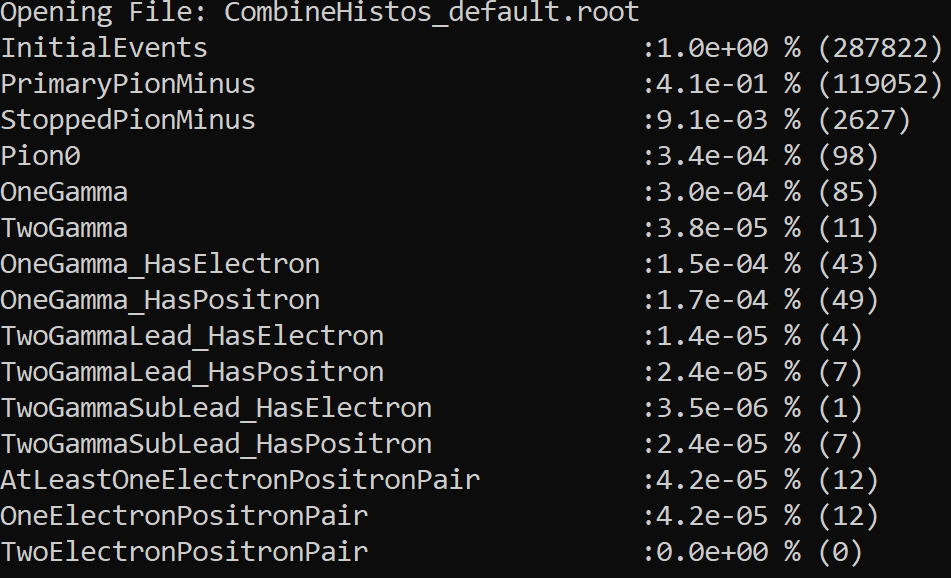 Opening File: CombineHistos_default.root
InitialEvents :1.0e+00 % (287822)
PrimaryPionMinus :4.1e-01 % (119052)
StoppedPionMinus :9.1e-03 % (2627)
Pion0 :3.4e-04 % (98)
OneGamma :3.0e-04 % (85)
TwoGamma :3.8e-05 % (11)
OneGamma_HasElectron :1.5e-04 % (43)
OneGamma_HasPositron :1.7e-04 % (49)
TwoGammaLead_HasElectron :1.4e-05 % (4)
TwoGammaLead_HasPositron :2.4e-05 % (7)
TwoGammaSubLead_HasElectron :3.5e-06 % (1)
TwoGammaSubLead_HasPositron :2.4e-05 % (7)
AtLeastOneElectronPositronPair :4.2e-05 % (12)
OneElectronPositronPair :4.2e-05 % (12)
TwoElectronPositronPair :0.0e+00 % (0)